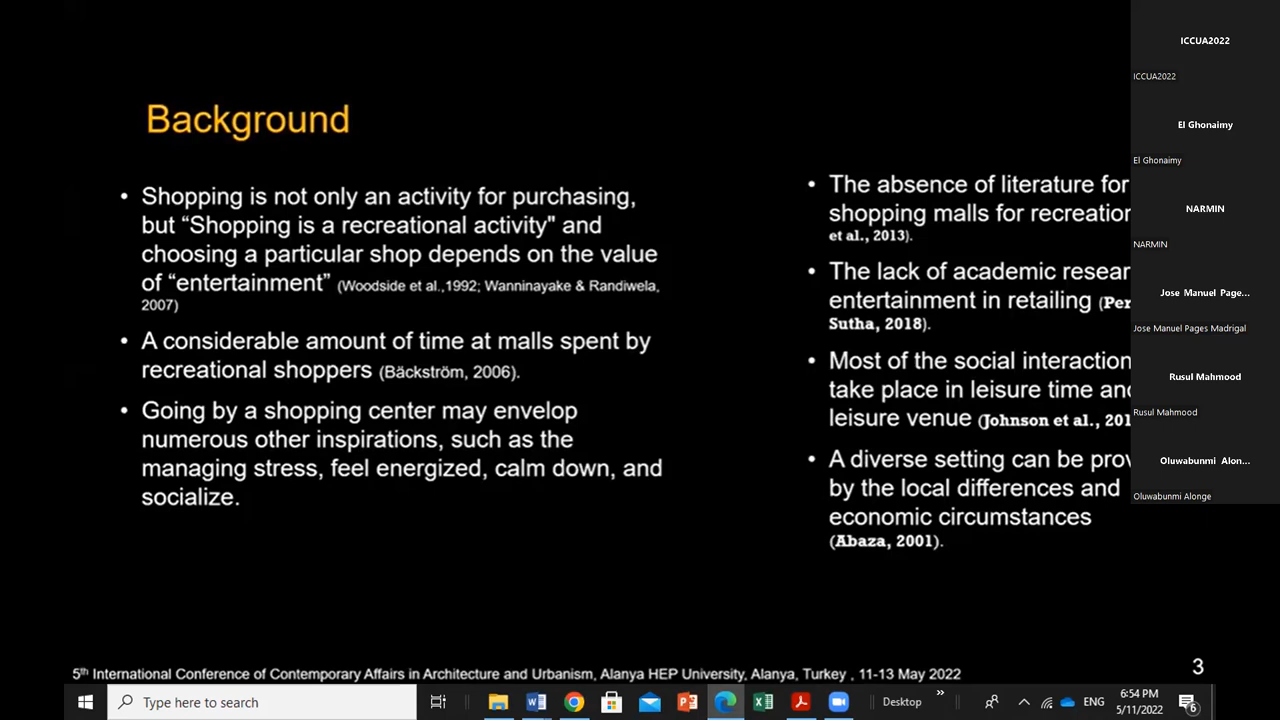 Background
• Shopping is not only an activity for purchasing,
but “Shopping is a recreational activity" and
choosing a particular shop depends on the value
of “entertainment” (Woodside et al.,1992; Wanninayake & Randiwela,
2007)
• A considerable amount of time at malls spent by
recreational shoppers (Bäckström, 2006).
• Going by a shopping center may envelop
numerous other inspirations, such as the
managing stress, feel energized, calm down, and
socialize.
• The absence of literature for
shopping malls for
et al., 2013).
• The lack of academic
entertainment in retailing
Sutha, 2018).
• Most of the social interaction
take place in leisure time
leisure venue (Johnson et al.,
• A diverse setting can be
by the local differences and
economic circumstances
(Abaza, 2001).
ICCUA2022
ICCUA2022
El Ghonaimy
El Ghonaimy
NARMIN
NARMIN
Jose Manuel Page...
Jose Manuel Pages Madrigal
Rusul Mahmood
Rusul Mahmood
Oluwabunmi Alon...
Oluwabunmi Alonge
5th International Conference of Contemporary Affairs in Architecture and Urbanism, Alanya HEP University, Alanya, Turkey , 11-13 May 2022
3
Type here to search
Desktop
»
ENG
6:54 PM
5/11/2022
6